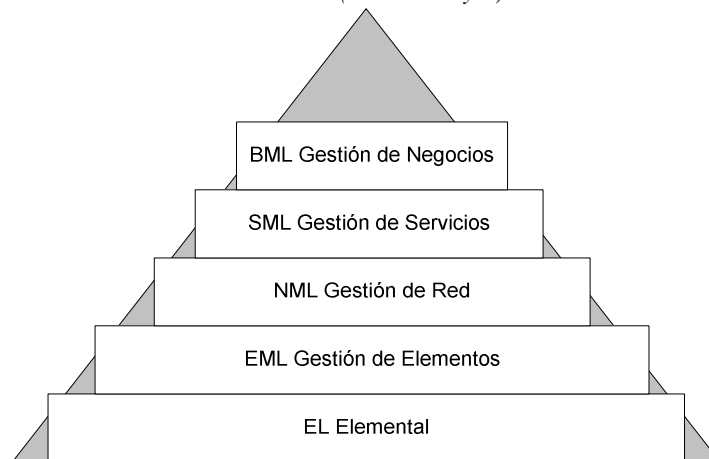 BML Gestión de Negocios
SML Gestión de Servicios
NML Gestión de Red
EML Gestión de Elementos
EL Elemental